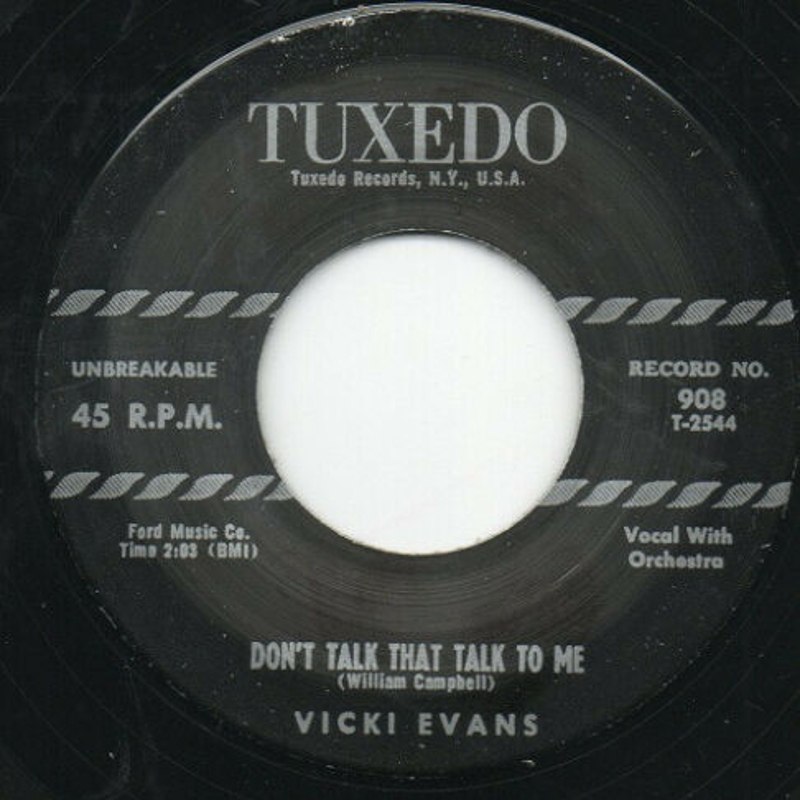 TUXEDO
Tuxedo Records, N.Y., U.S.A.
UNBREAKABLE
45 R.P.M.
RECORD NO.
908
T-2544
Ford Music Co.
Time 2:03 (BMI)
Vocal With
Orchestra
DON'T TALK THAT TALK TO ME
(William Campbell)
VICKI EVANS